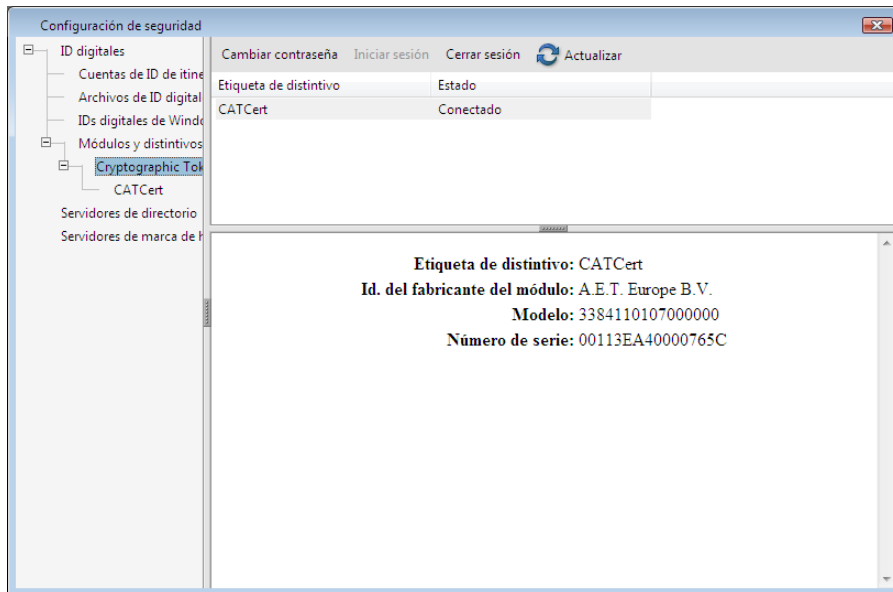 Configuración de seguridad
ID digitales
Cuentas de ID de itine
Archivos de ID digital
IDs digitales de Windo
Módulos y distintivos
Cryptographic Tok
CATCert
Servidores de directorio
Servidores de marca de h
Cambiar contraseña Iniciar sesión Cerrar sesión Actualizar
Etiqueta de distintivo Estado
CATCert Conectado
Etiqueta de distintivo: CATCert
Id. del fabricante del módulo: A.E.T. Europe B.V.
Modelo: 3384110107000000
Número de serie: 00113EA40000765C